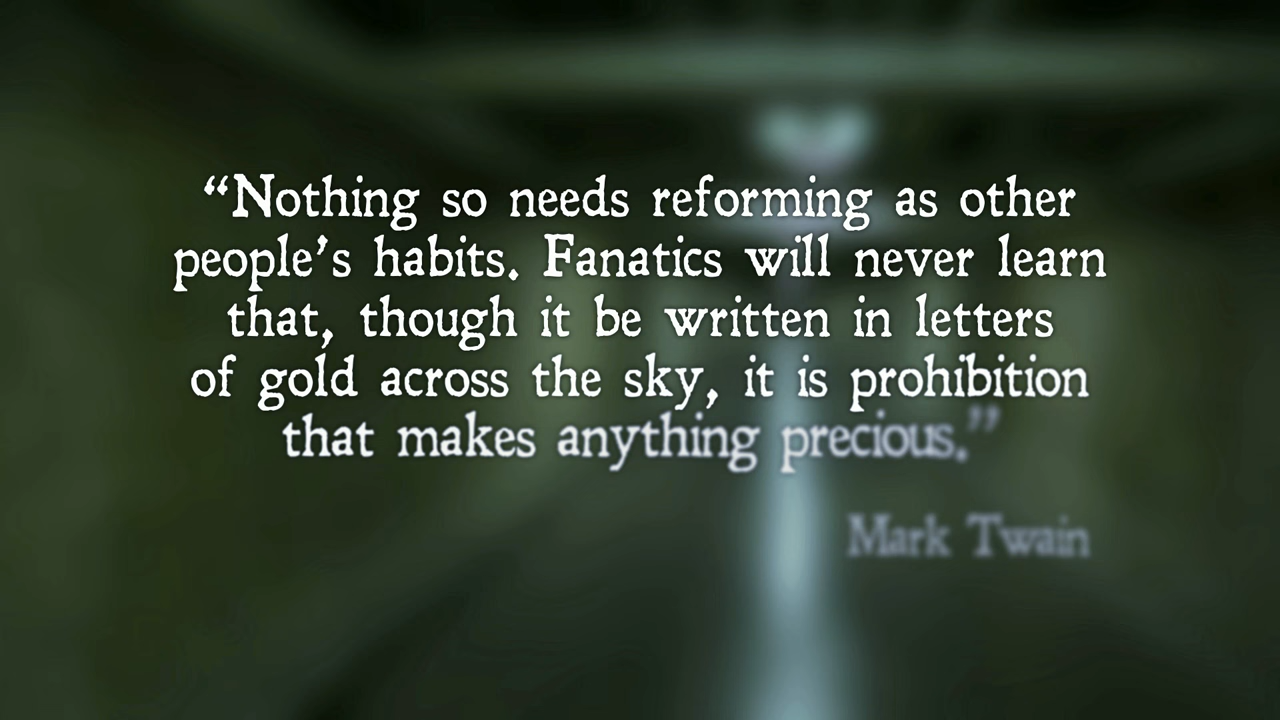 “Nothing so needs reforming as other
people’s habits. Fanatics will never learn
that, though it be written in letters
of gold across the sky, it is prohibition
that makes anything precious.”
Mark Twain